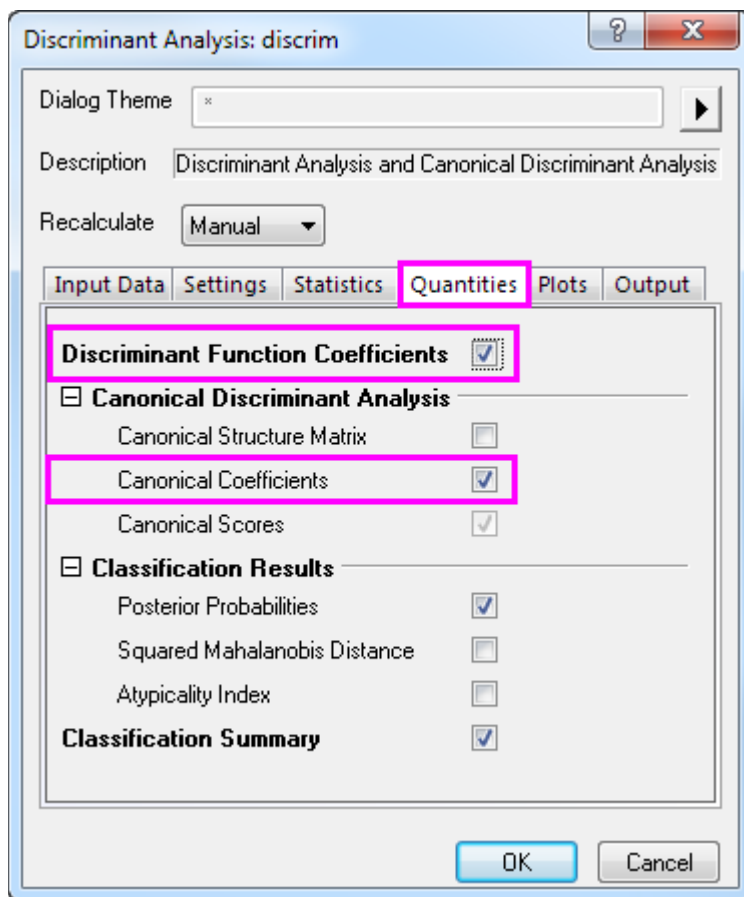 Discriminant Analysis: discrim
Dialog Theme *
Description Discriminant Analysis and Canonical Discriminant Analysis
Recalculate Manual
Input Data Settings Statistics Quantities Plots Output
Discriminant Function Coefficients
Canonical Discriminant Analysis
Canonical Structure Matrix
Canonical Coefficients
Canonical Scores
Classification Results
Posterior Probabilities
Squared Mahalanobis Distance
Atypicality Index
Classification Summary
OK Cancel